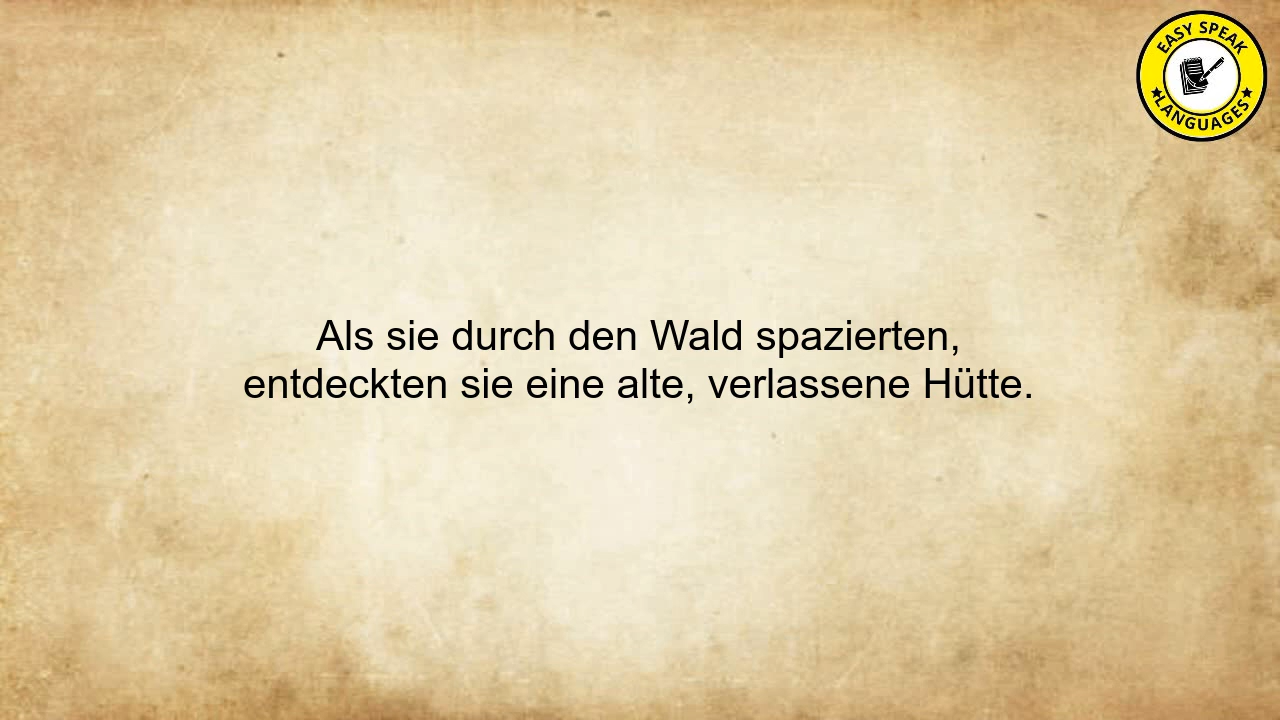 EASY SPEAK
LANGUAGES
Als sie durch den Wald spazierten,
entdeckten sie eine alte, verlassene Hütte.